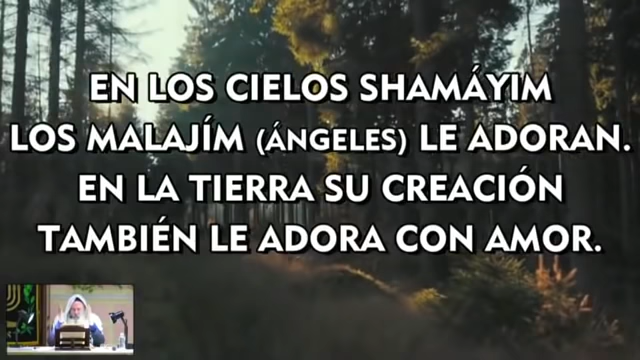 EN LOS CIELOS SHAMÁYIM
LOS MALAJÍM (ÁNGELES) LE ADORAN.
EN LA TIERRA SU CREACIÓN
TAMBIÉN LE ADORA CON AMOR.